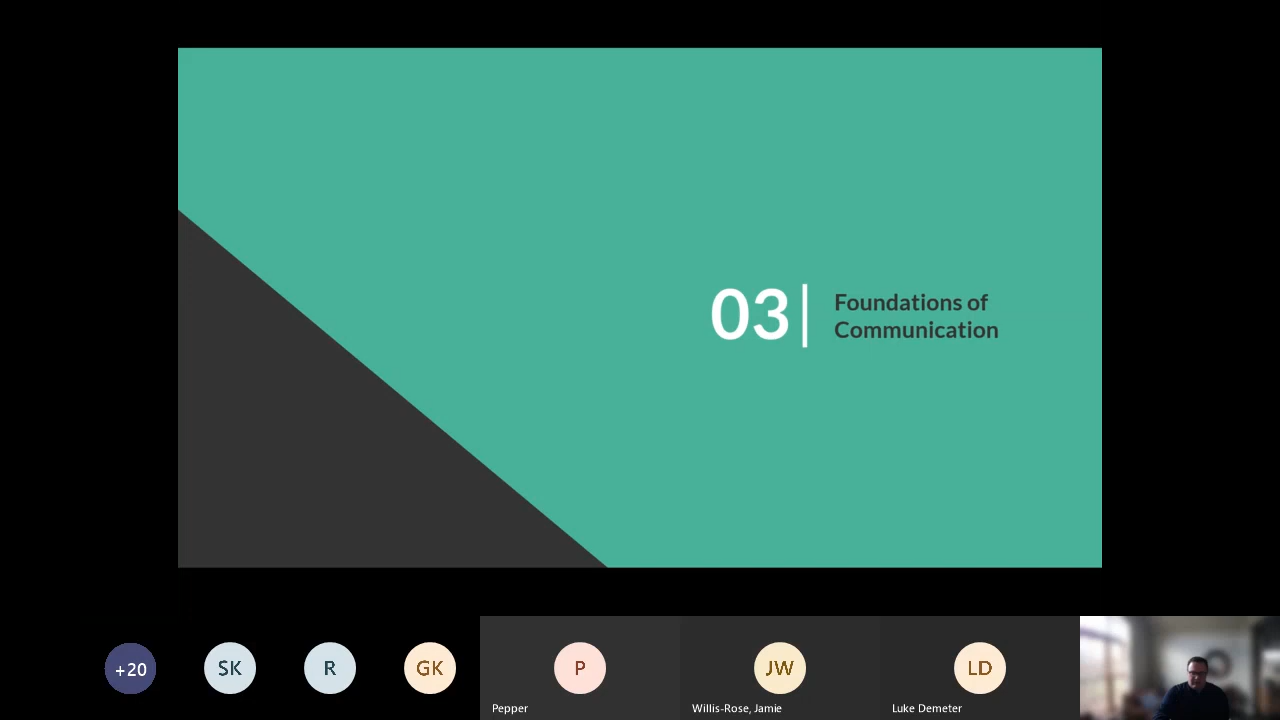 03
Foundations of
Communication
+20
SK
R
GK
P
JW
LD
Pepper
Willis-Rose, Jamie
Luke Demeter